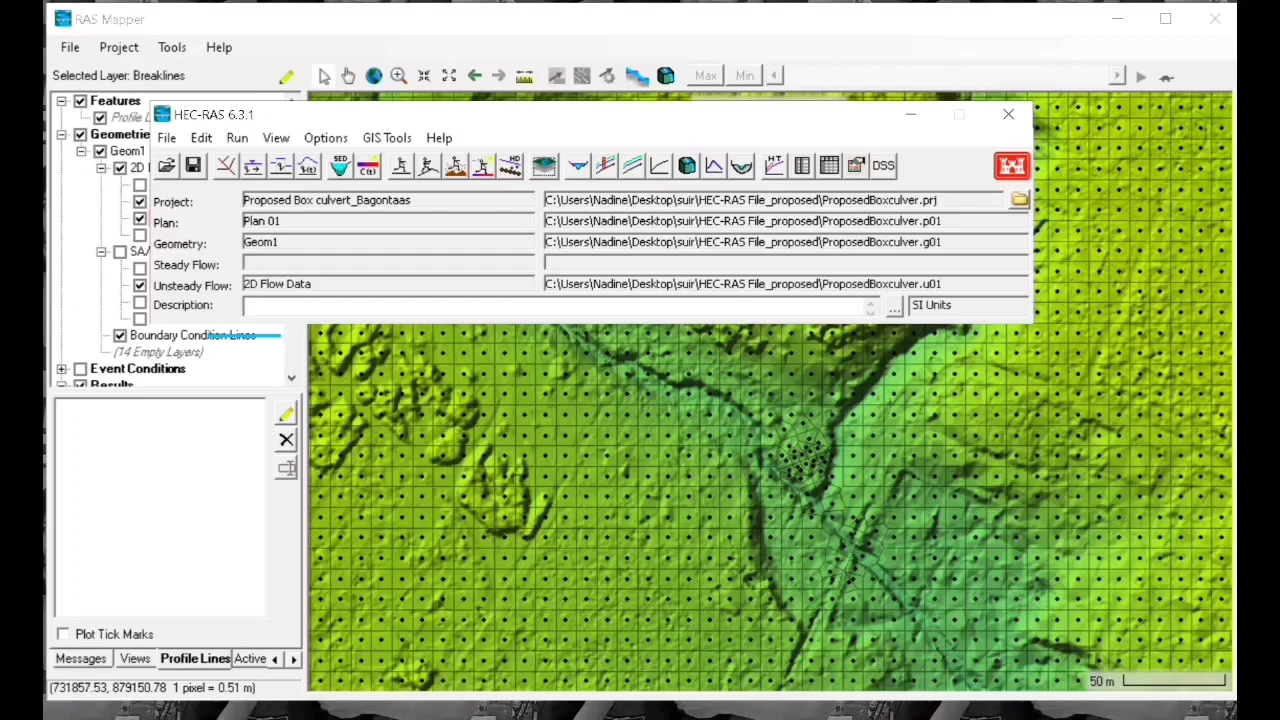 RAS Mapper
File Project Tools Help
Selected Layer: Breaklines
Max Min
Features
Profile L
Geometrie
Geom1
2D
SA/
Boundary Condition Lines
(14 Empty Layers)
Event Conditions
Results
HEC-RAS 6.3.1
File Edit Run View Options GIS Tools Help
SED C(t) HD HT DSS
Project: Proposed Box culvert_Bagontaas C:\Users\Nadine\Desktop\suir\HEC-RAS File_proposed\ProposedBoxculver.prj
Plan: Plan 01 C:\Users\Nadine\Desktop\suir\HEC-RAS File_proposed\ProposedBoxculver.p01
Geometry: Geom1 C:\Users\Nadine\Desktop\suir\HEC-RAS File_proposed\ProposedBoxculver.g01
Steady Flow:
Unsteady Flow: 2D Flow Data C:\Users\Nadine\Desktop\suir\HEC-RAS File_proposed\ProposedBoxculver.u01
Description: ... SI Units
Plot Tick Marks
Messages Views Profile Lines Active
(731857.53, 879150.78 1 pixel = 0.51 m)
50 m